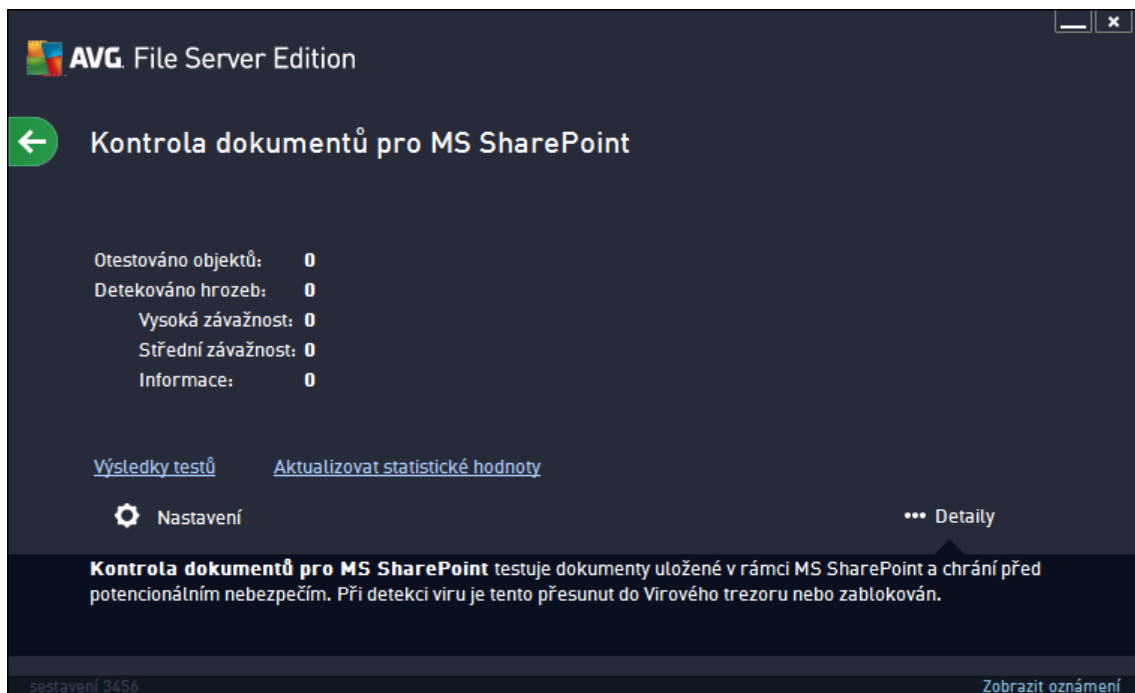 AVG. File Server Edition
Kontrola dokumentů pro MS SharePoint
Otestováno objektů: 0
Detekováno hrozeb: 0
Vysoká závažnost: 0
Střední závažnost: 0
Informace: 0
Výsledky testů Aktualizovat statistické hodnoty
Nastavení ••• Detaily
Kontrola dokumentů pro MS SharePoint testuje dokumenty uložené v rámci MS SharePoint a chrání před
potencionálním nebezpečím. Při detekci viru je tento přesunut do Virového trezoru nebo zablokován.
sestavení 3456 Zobrazit oznámení